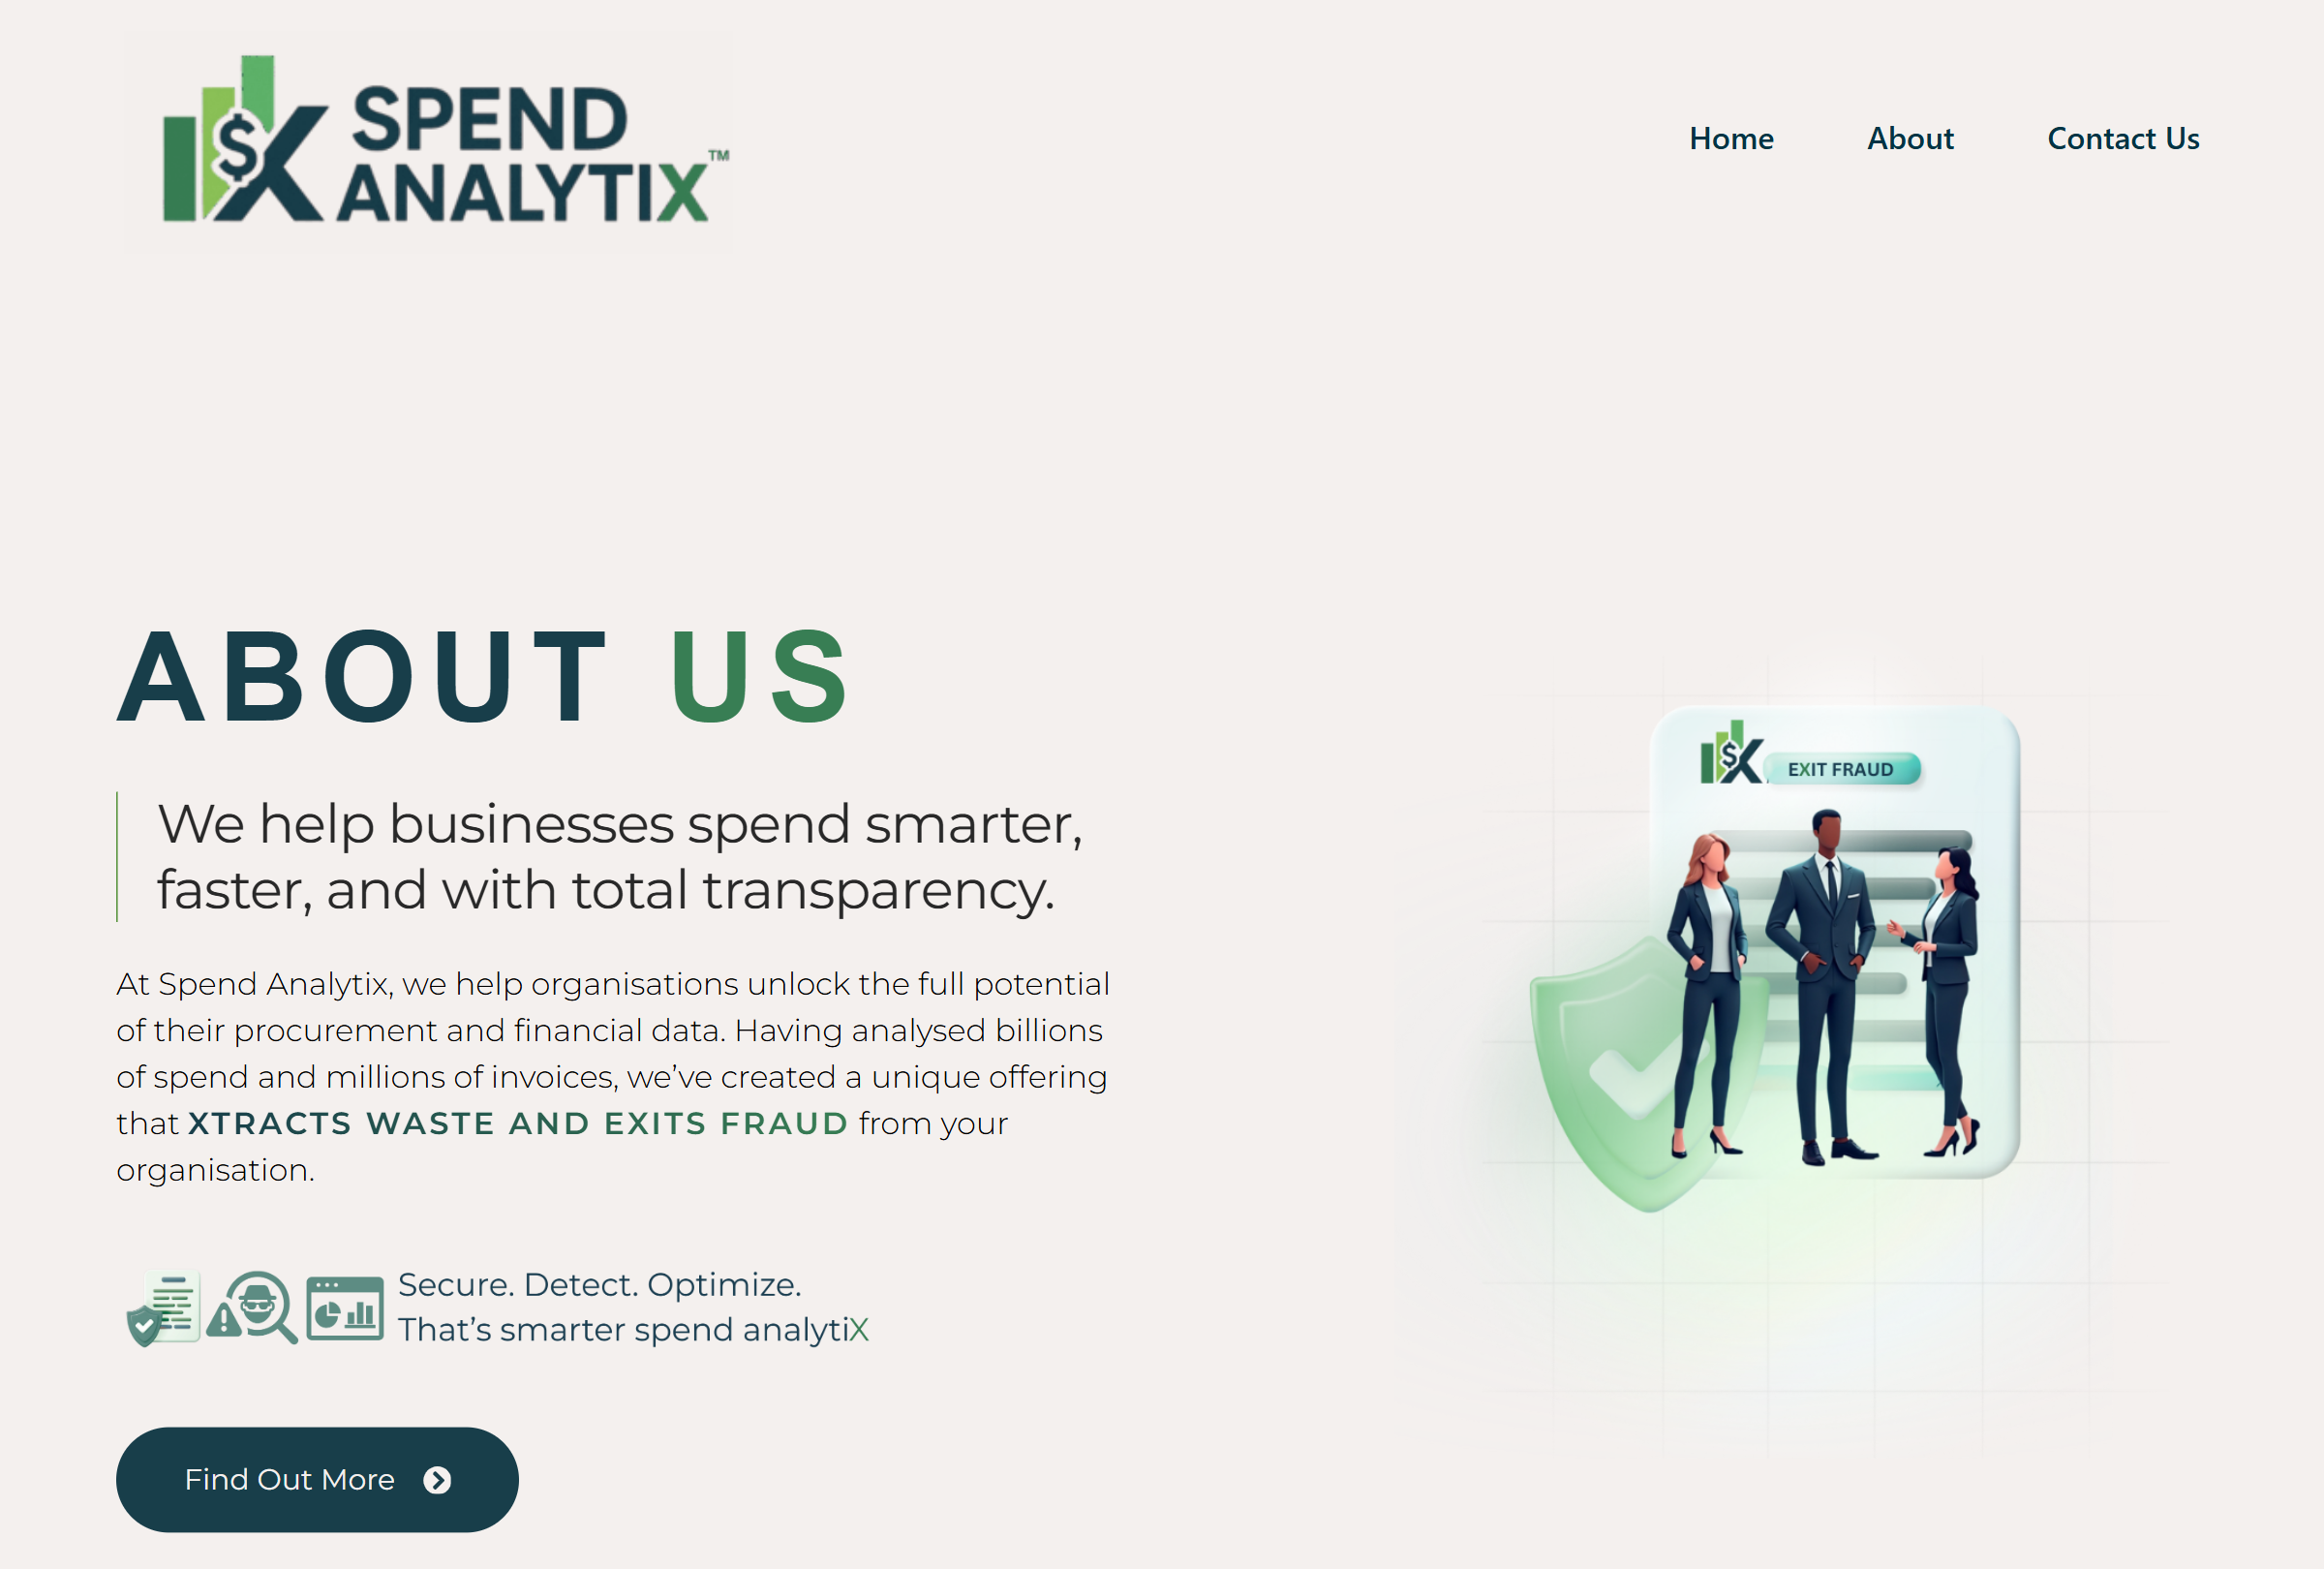 SPEND
ANALYTIX™
Home
About
Contact Us
ABOUT US
We help businesses spend smarter,
faster, and with total transparency.
At Spend Analytix, we help organisations unlock the full potential
of their procurement and financial data. Having analysed billions
of spend and millions of invoices, we’ve created a unique offering
that XTRACTS WASTE AND EXITS FRAUD from your
organisation.
Secure. Detect. Optimize.
That’s smarter spend analytiX
Find Out More
EXIT FRAUD